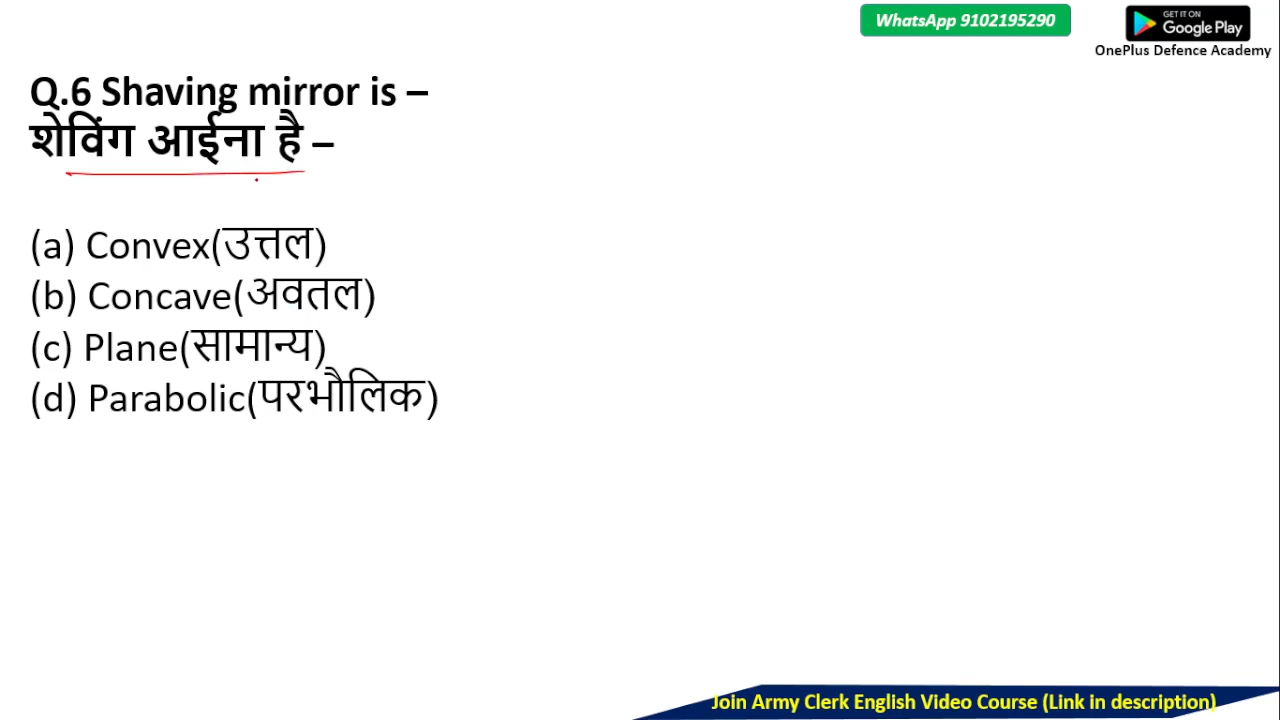 WhatsApp 9102195290
GET IT ON
Google Play
OnePlus Defence Academy
Q.6 Shaving mirror is –
शेविंग आईना है –
(a) Convex(उत्तल)
(b) Concave(अवतल)
(c) Plane(सामान्य)
(d) Parabolic(परभौलिक)
Join Army Clerk English Video Course (Link in description)